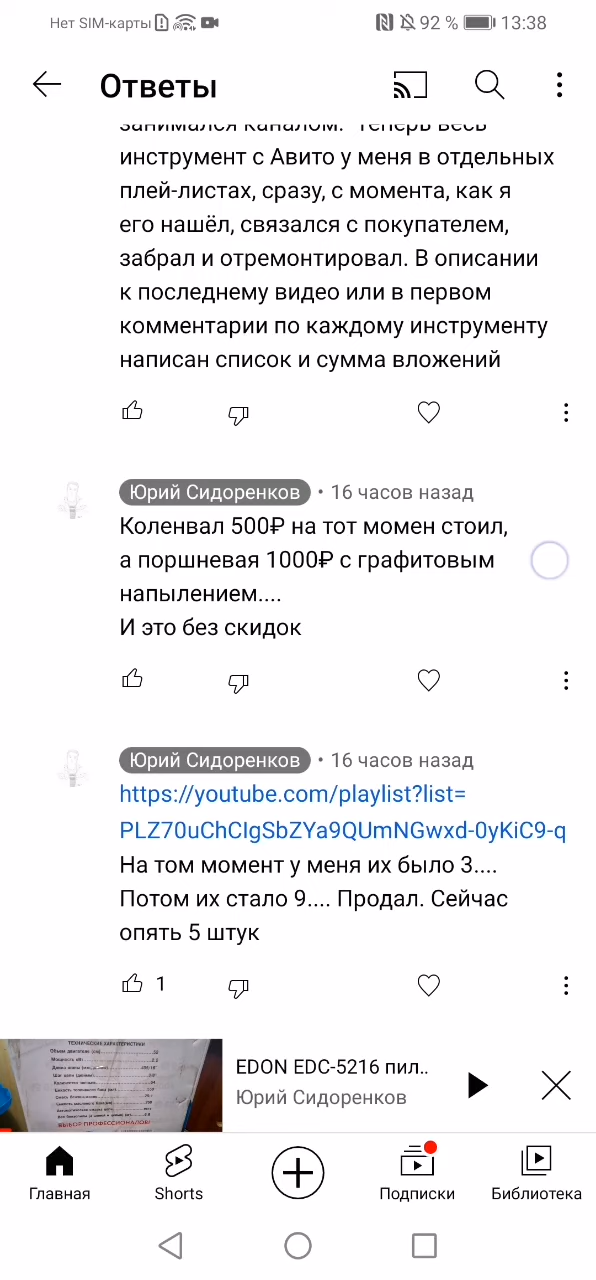 Нет SIM-карты 92 % 13:38
Ответы
занимался каналом. Теперь весь
инструмент с Авито у меня в отдельных
плей-листах, сразу, с момента, как я
его нашёл, связался с покупателем,
забрал и отремонтировал. В описании
к последнему видео или в первом
комментарии по каждому инструменту
написан список и сумма вложений
Юрий Сидоренков • 16 часов назад
Коленвал 500₽ на тот момен стоил,
а поршневая 1000₽ с графитовым
напылением....
И это без скидок
Юрий Сидоренков • 16 часов назад
https://youtube.com/playlist?list=
PLZ70uChCIgSbZYa9QUmNGwxd-0yKiC9-q
На том момент у меня их было 3....
Потом их стало 9.... Продал. Сейчас
опять 5 штук
1
ТЕХНИЧЕСКИЕ ХАРАКТЕРИСТИКИ
ВЫБОР ПРОФЕССИОНАЛОВ!
EDON EDC-5216 пил..
Юрий Сидоренков
Главная
Shorts
Подписки
Библиотека